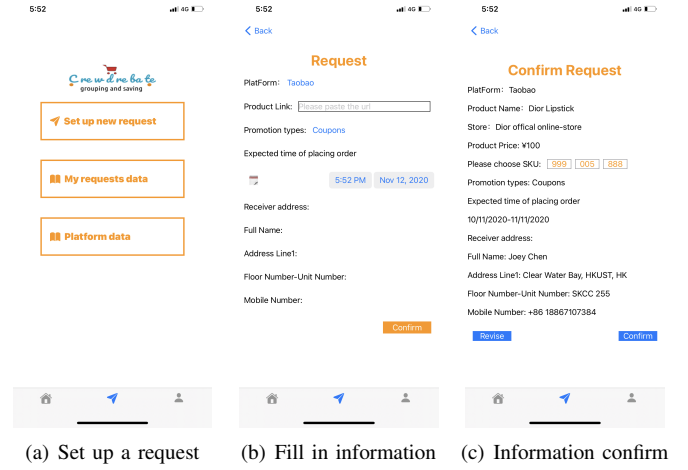 5:52
4G
Crewdrebate
grouping and saving
Set up new request
My requests data
Platform data
(a) Set up a request
5:52
4G
Back
Request
PlatForm: Taobao
Product Link: Please paste the url
Promotion types: Coupons
Expected time of placing order
5:52 PM Nov 12, 2020
Receiver address:
Full Name:
Address Line1:
Floor Number-Unit Number:
Mobile Number:
Confirm
(b) Fill in information
5:52
4G
Back
Confirm Request
PlatForm: Taobao
Product Name: Dior Lipstick
Store: Dior offical online-store
Product Price: ¥100
Please choose SKU: 999 005 888
Promotion types: Coupons
Expected time of placing order
10/11/2020-11/11/2020
Receiver address:
Full Name: Joey Chen
Address Line1: Clear Water Bay, HKUST, HK
Floor Number-Unit Number: SKCC 255
Mobile Number: +86 18867107384
Revise Confirm
(c) Information confirm